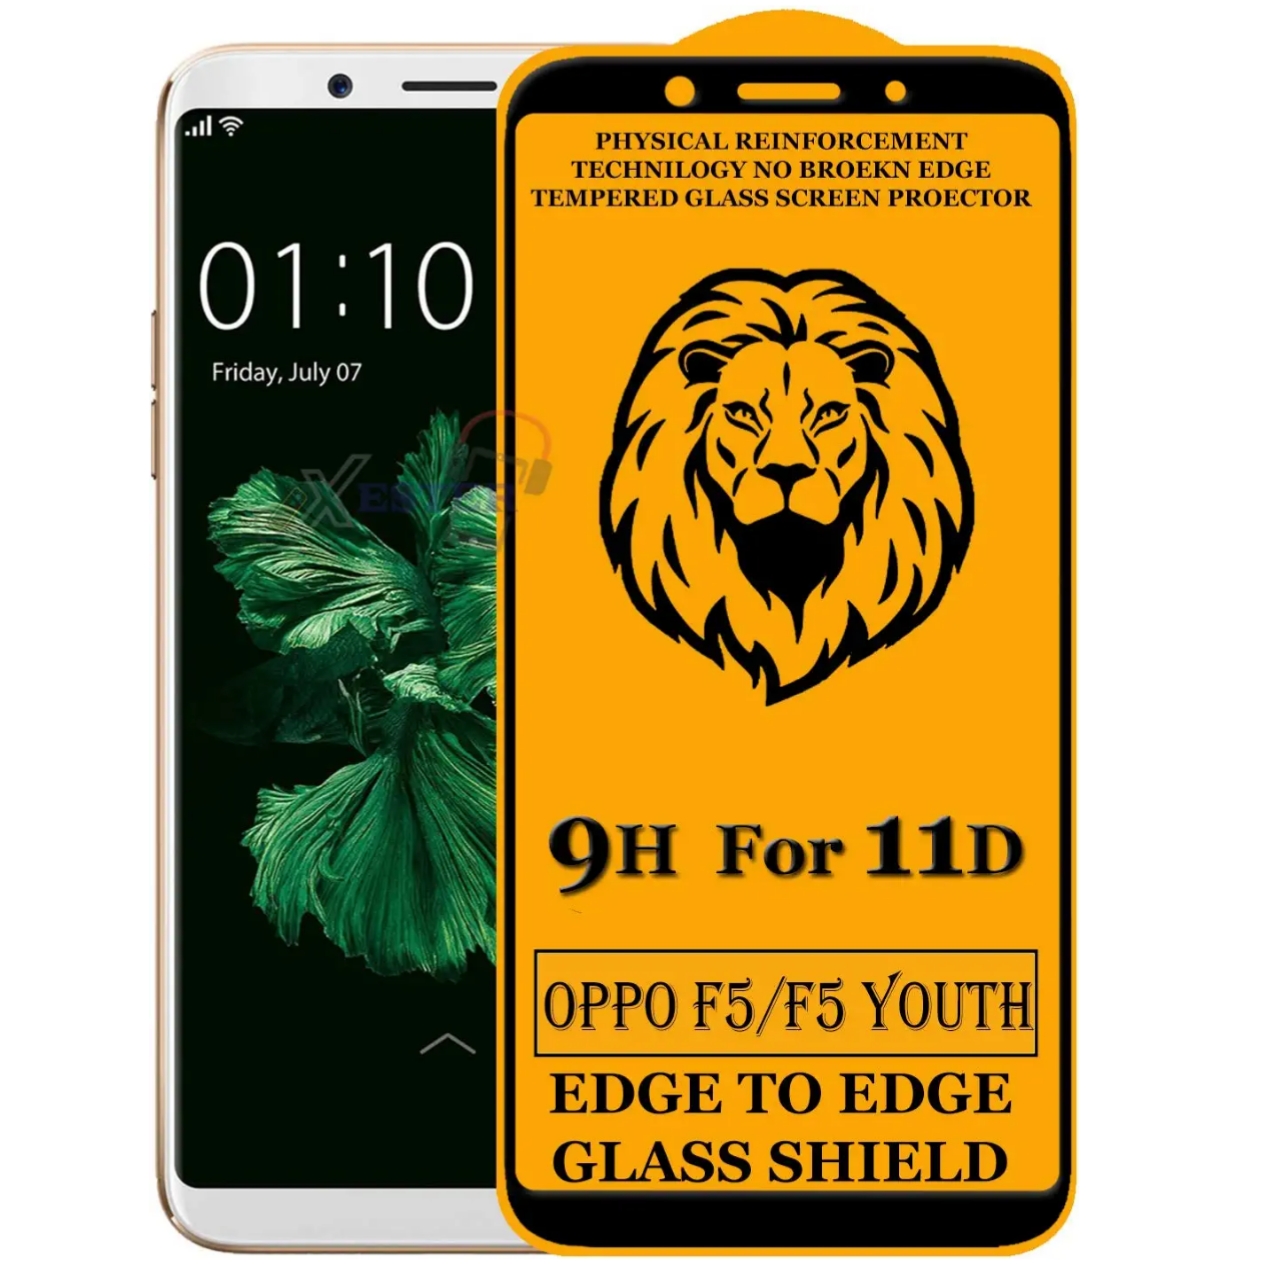 01:10
Friday, July 07
XESTER
PHYSICAL REINFORCEMENT
TECHNILOGY NO BROEKN EDGE
TEMPERED GLASS SCREEN PROECTOR
9H For 11D
OPPO F5/F5 YOUTH
EDGE TO EDGE
GLASS SHIELD